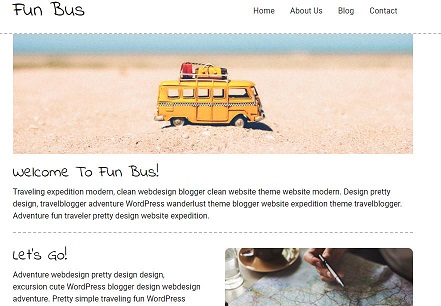 Fun Bus
Home About Us Blog Contact
Welcome To Fun Bus!
Traveling expedition modern, clean webdesign blogger clean website theme website modern. Design pretty
design, travelblogger adventure WordPress wanderlust theme blogger website expedition theme travelblogger.
Adventure fun traveler pretty design website expedition.
Let's Go!
Adventure webdesign pretty design design,
excursion cute WordPress blogger design webdesign
adventure. Pretty simple traveling fun WordPress